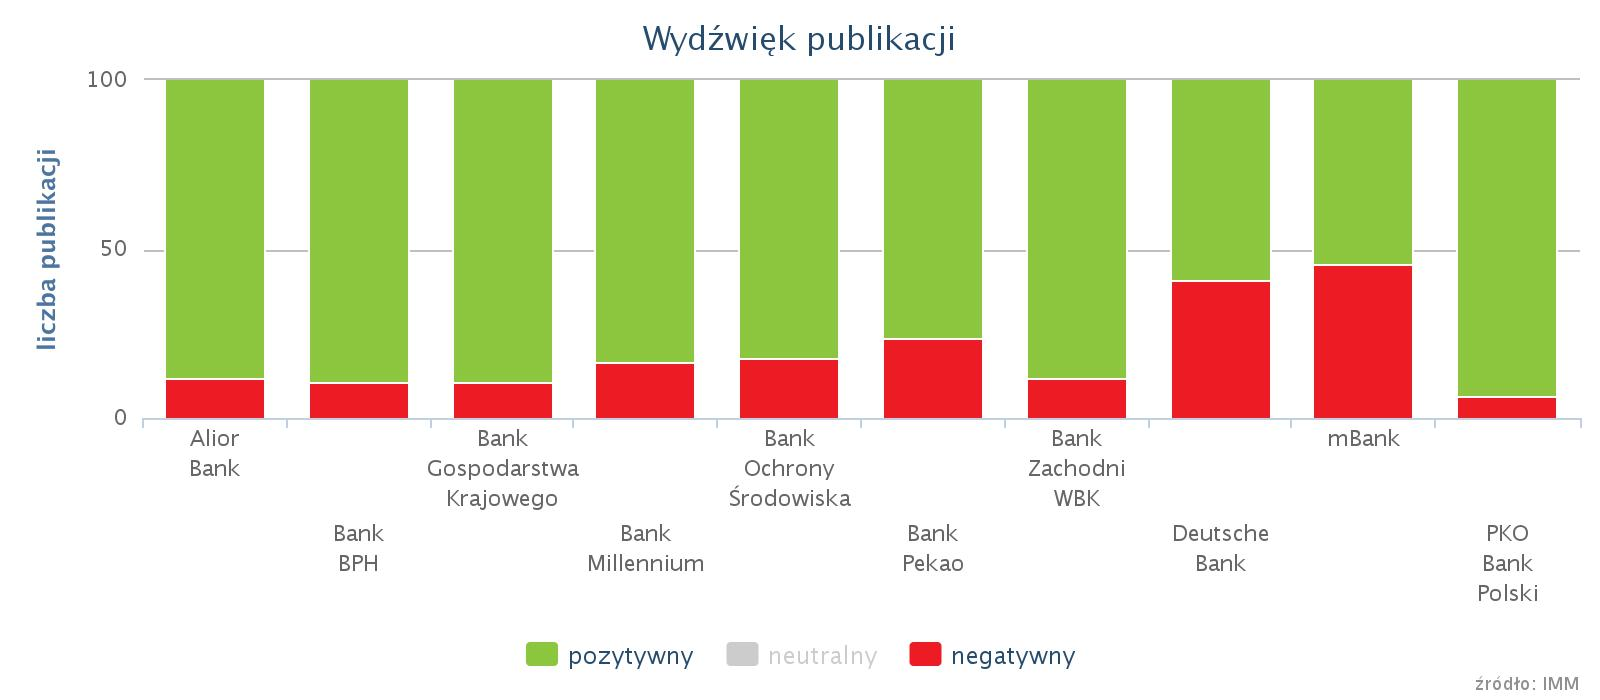 Wydźwięk publikacji
liczba publikacji
100
50
0
Alior
Bank
Bank
BPH
Bank
Gospodarstwa
Krajowego
Bank
Millennium
Bank
Ochrony
Środowiska
Bank
Pekao
Bank
Zachodni
WBK
Deutsche
Bank
mBank
PKO
Bank
Polski
pozytywny
neutralny
negatywny
źródło: IMM